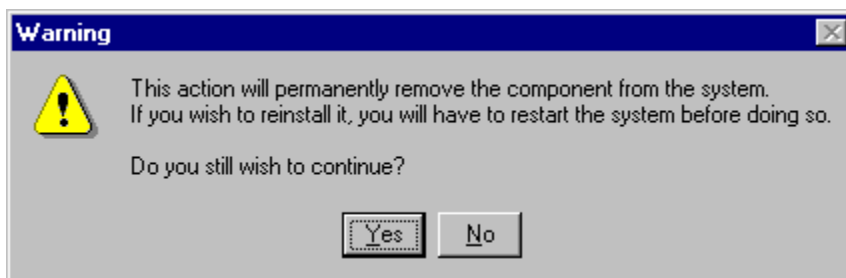 Warning
This action will permanently remove the component from the system.
If you wish to reinstall it, you will have to restart the system before doing so.
Do you still wish to continue?
Yes
No